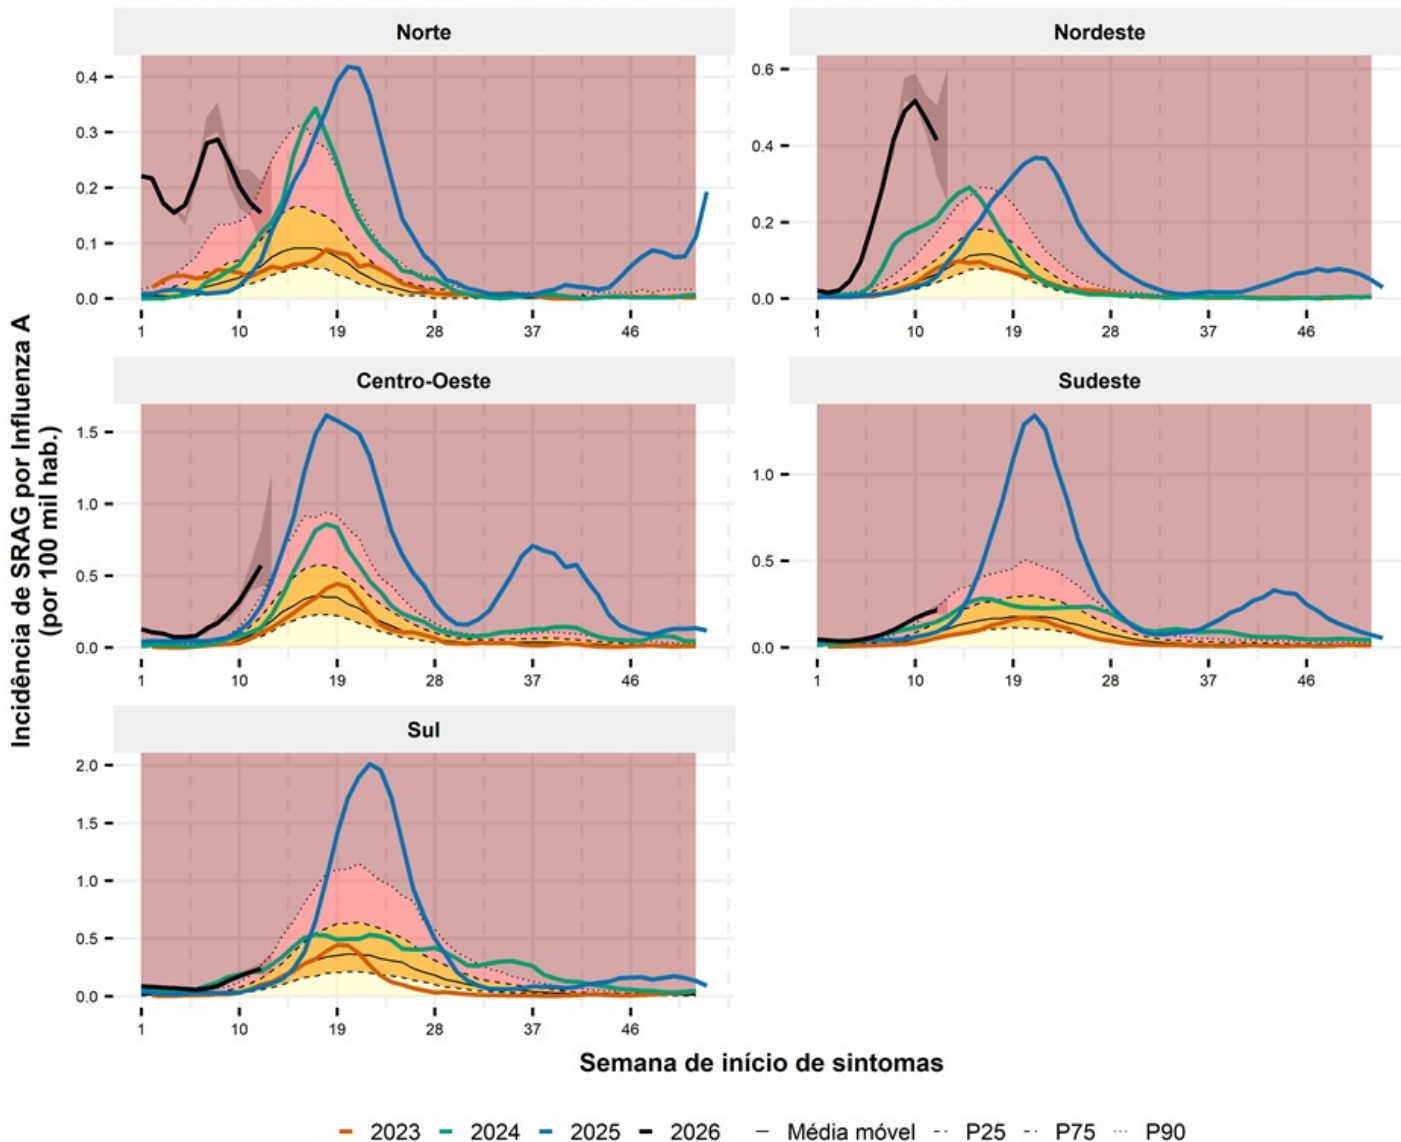 Norte
Nordeste
0.4
0.3
0.2
0.1
0.0
1 10 19 28 37 46
0.6
0.4
0.2
0.0
1 10 19 28 37 46
Centro-Oeste
Sudeste
1.5
1.0
0.5
0.0
1 10 19 28 37 46
1.0
0.5
0.0
1 10 19 28 37 46
Sul
2.0
1.5
1.0
0.5
0.0
1 10 19 28 37 46
Incidência de SRAG por Influenza A
(por 100 mil hab.)
Semana de início de sintomas
2023 2024 2025 2026 Média móvel P25 P75 P90